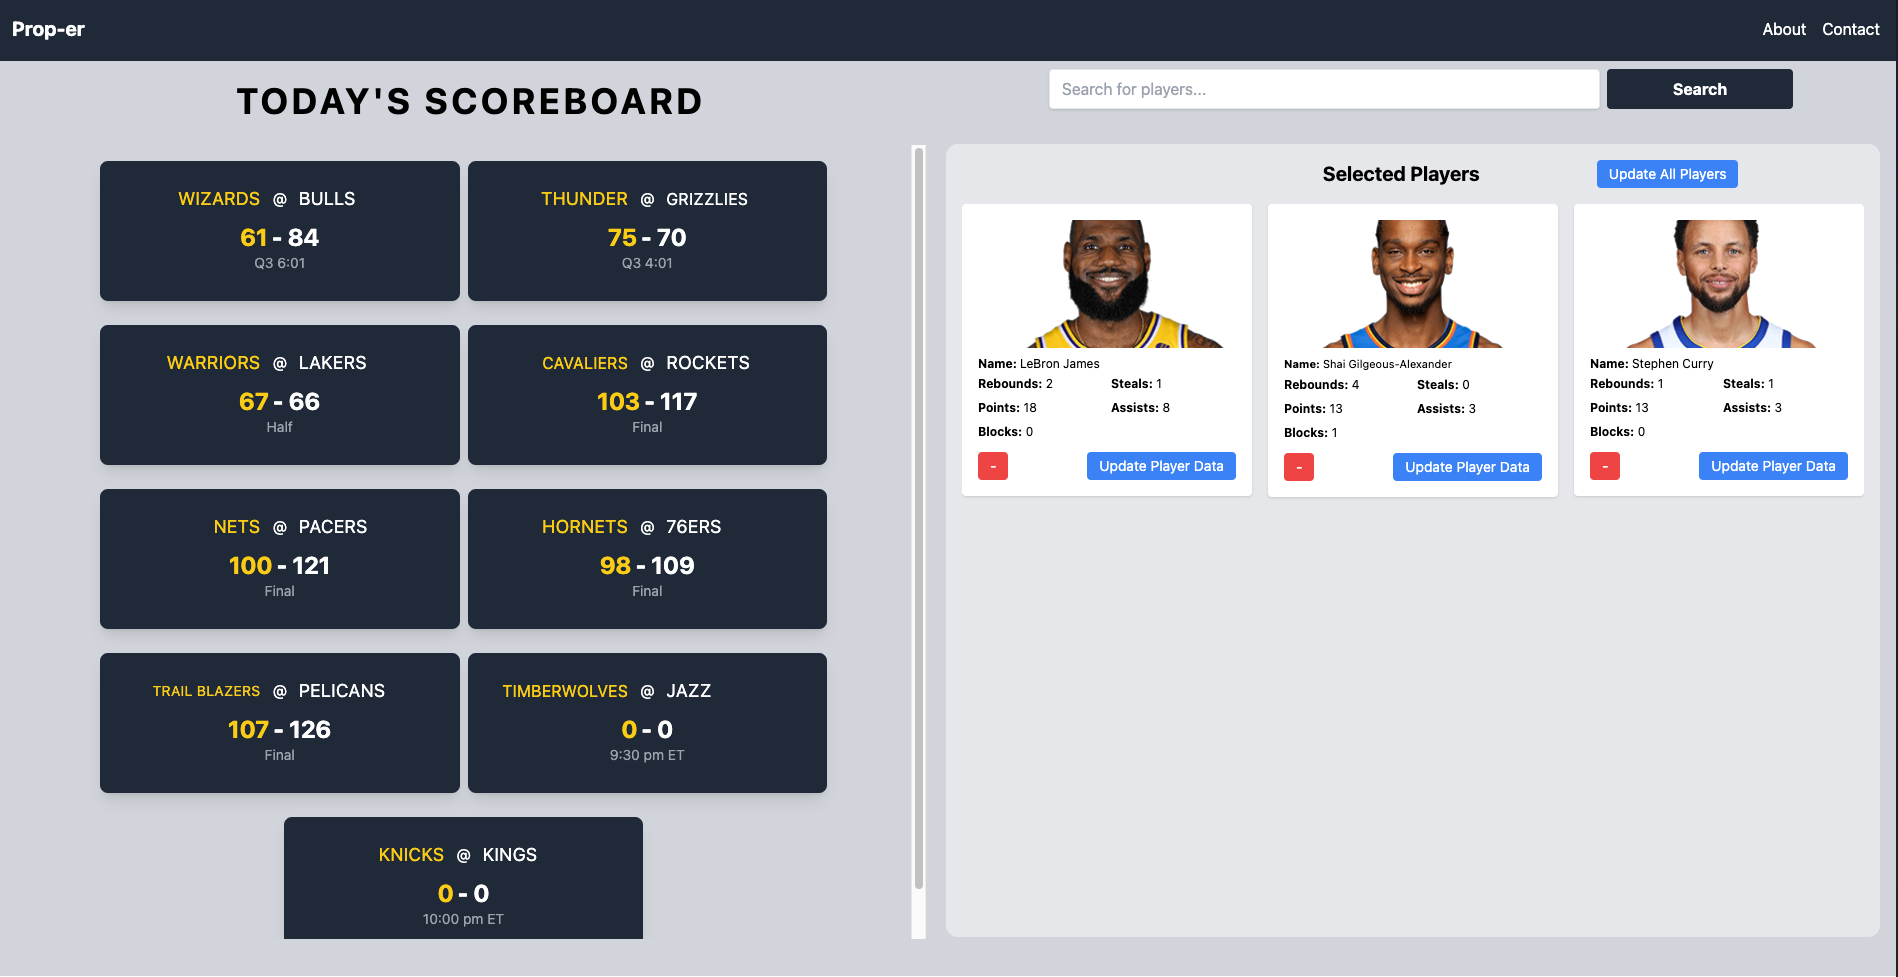 Prop-er
About Contact
TODAY'S SCOREBOARD
Search for players...
Search
WIZARDS @ BULLS
61 - 84
Q3 6:01
THUNDER @ GRIZZLIES
75 - 70
Q3 4:01
WARRIORS @ LAKERS
67 - 66
Half
CAVALIERS @ ROCKETS
103 - 117
Final
NETS @ PACERS
100 - 121
Final
HORNETS @ 76ERS
98 - 109
Final
TRAIL BLAZERS @ PELICANS
107 - 126
Final
TIMBERWOLVES @ JAZZ
0 - 0
9:30 pm ET
KNICKS @ KINGS
0 - 0
10:00 pm ET
Selected Players
Update All Players
Name: LeBron James
Rebounds: 2 Steals: 1
Points: 18 Assists: 8
Blocks: 0
- Update Player Data
Name: Shai Gilgeous-Alexander
Rebounds: 4 Steals: 0
Points: 13 Assists: 3
Blocks: 1
- Update Player Data
Name: Stephen Curry
Rebounds: 1 Steals: 1
Points: 13 Assists: 3
Blocks: 0
- Update Player Data